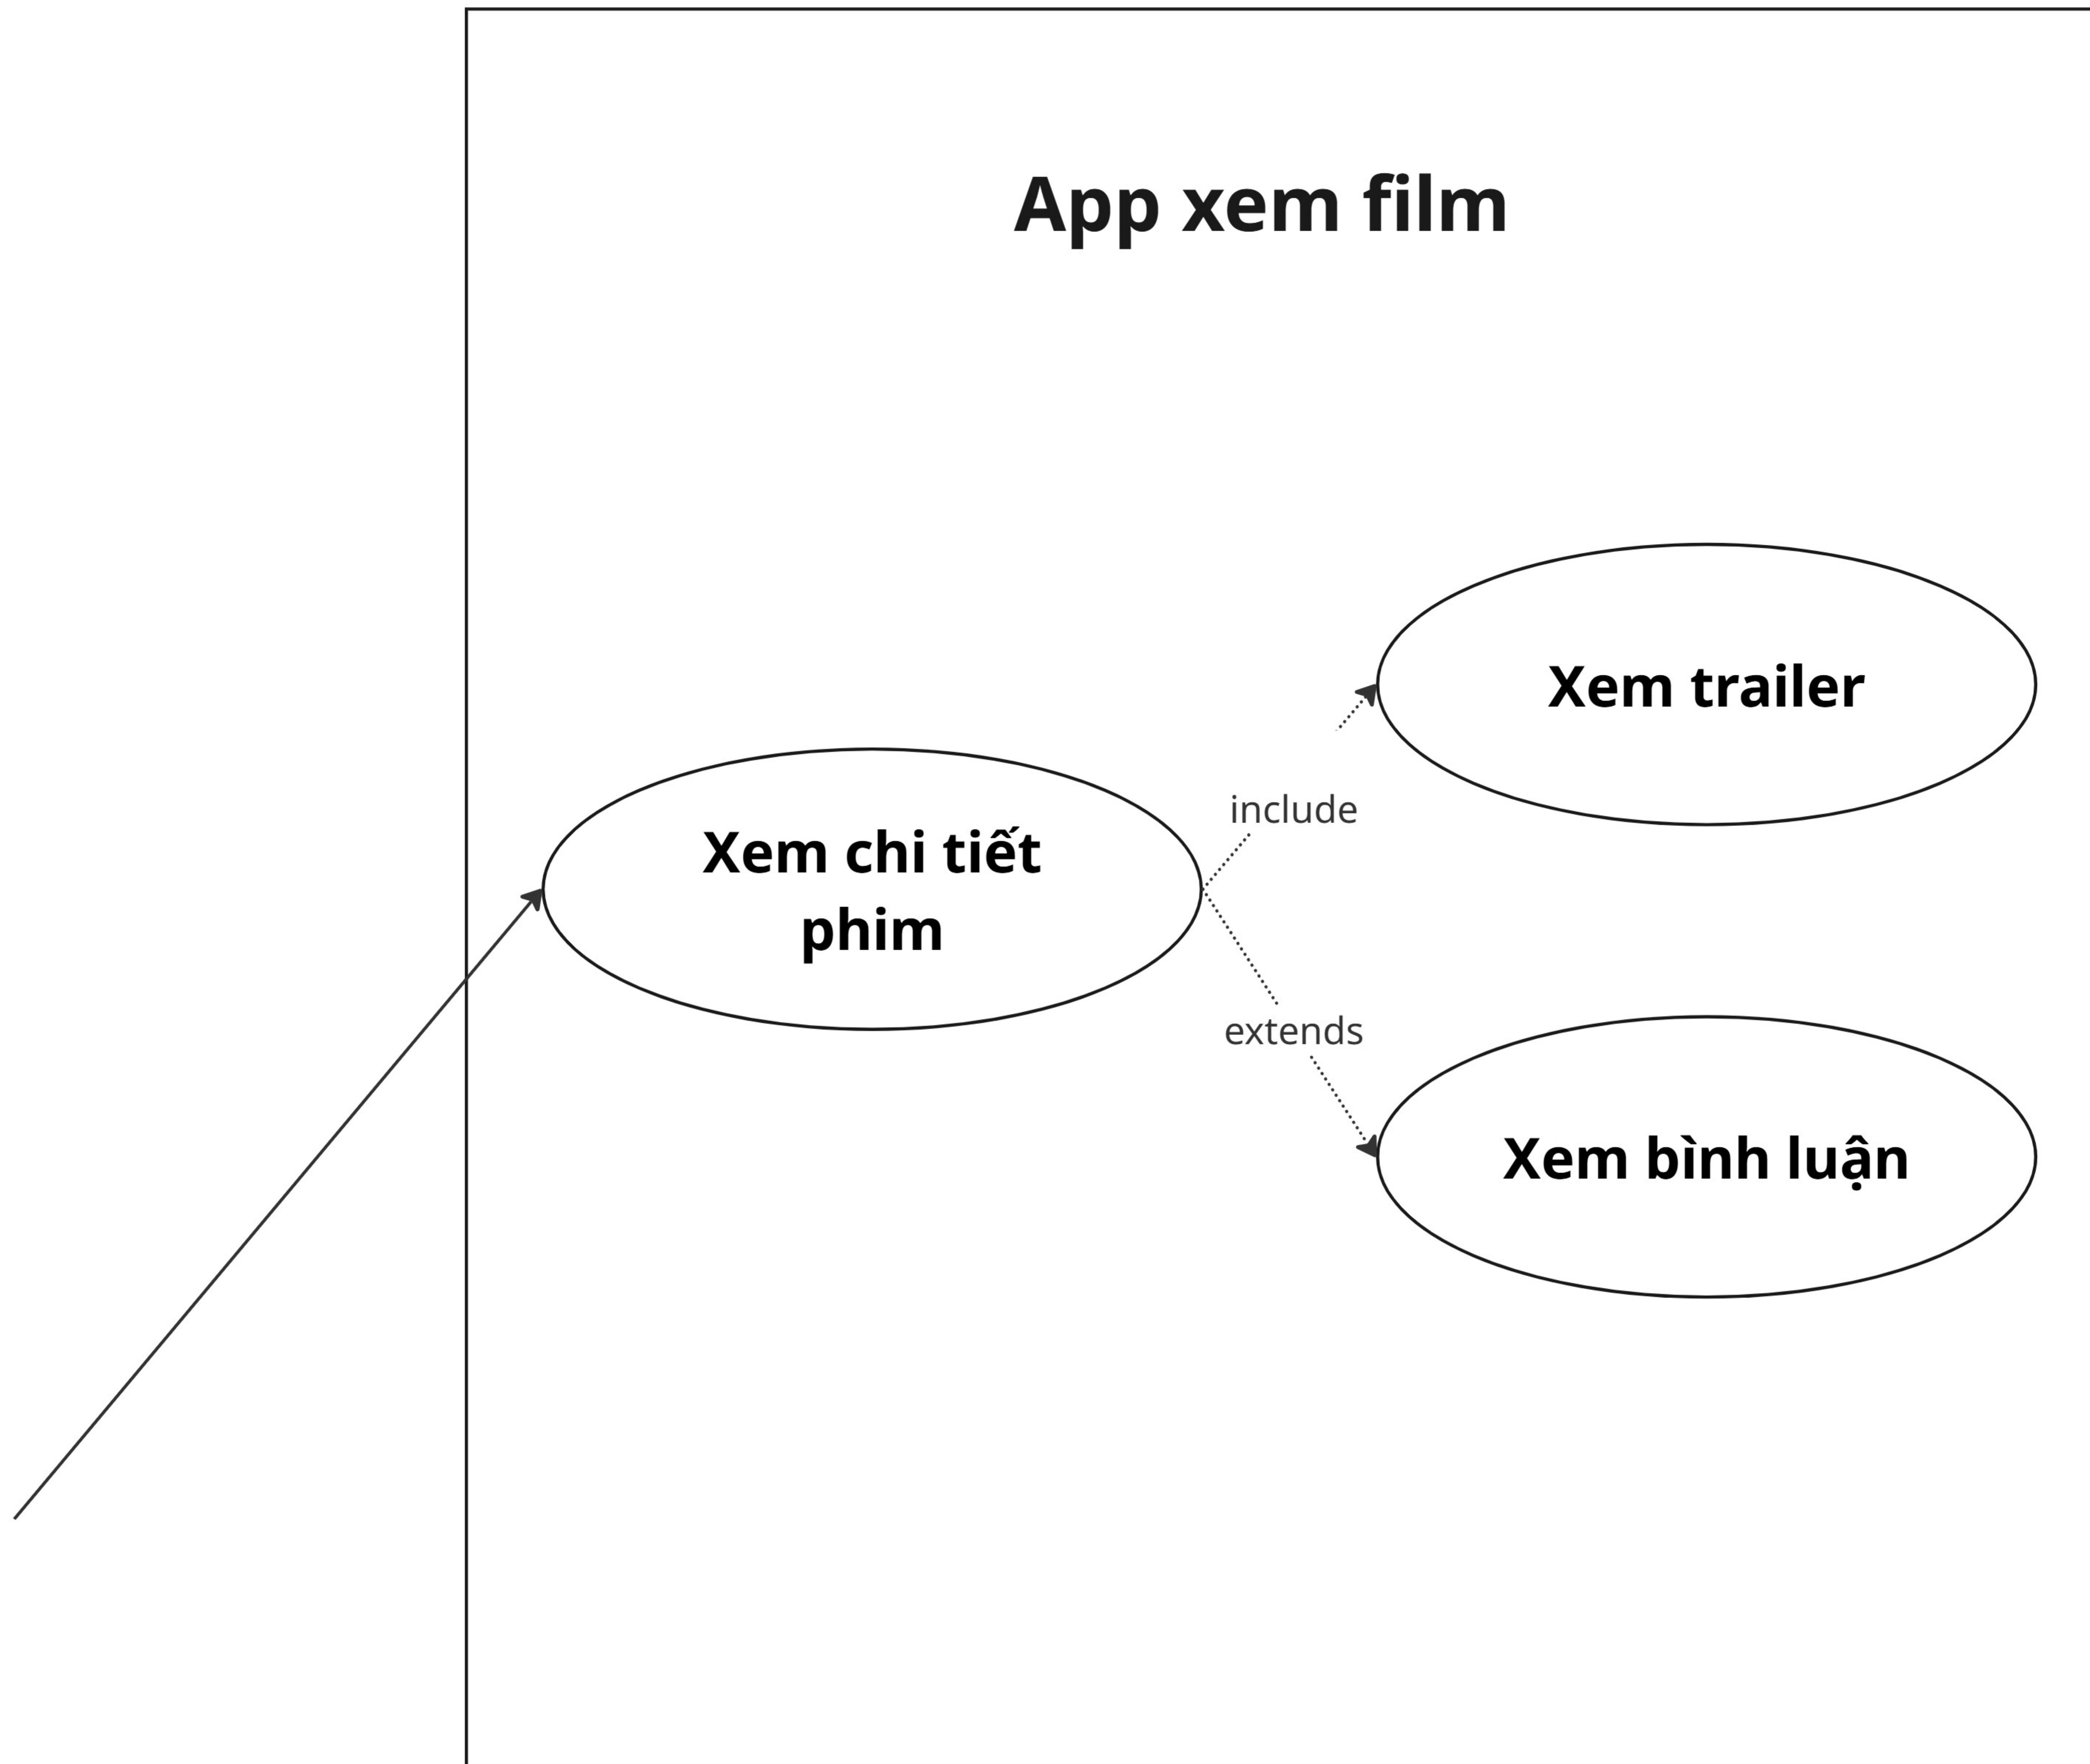 App xem film
Xem trailer
include
Xem chi tiết
phim
extends
Xem bình luận